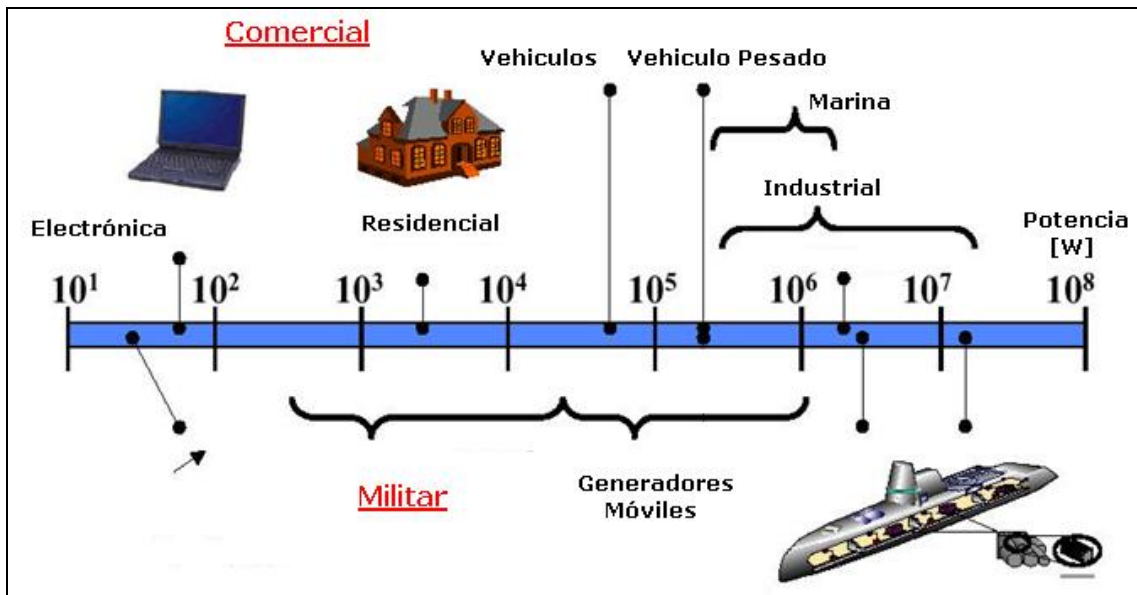 Comercial
Vehiculos
Vehiculo Pesado
Marina
Industrial
Residencial
Electrónica
Potencia
[W]
10¹
10²
10³
10⁴
10⁵
10⁶
10⁷
10⁸
Militar
Generadores
Móviles